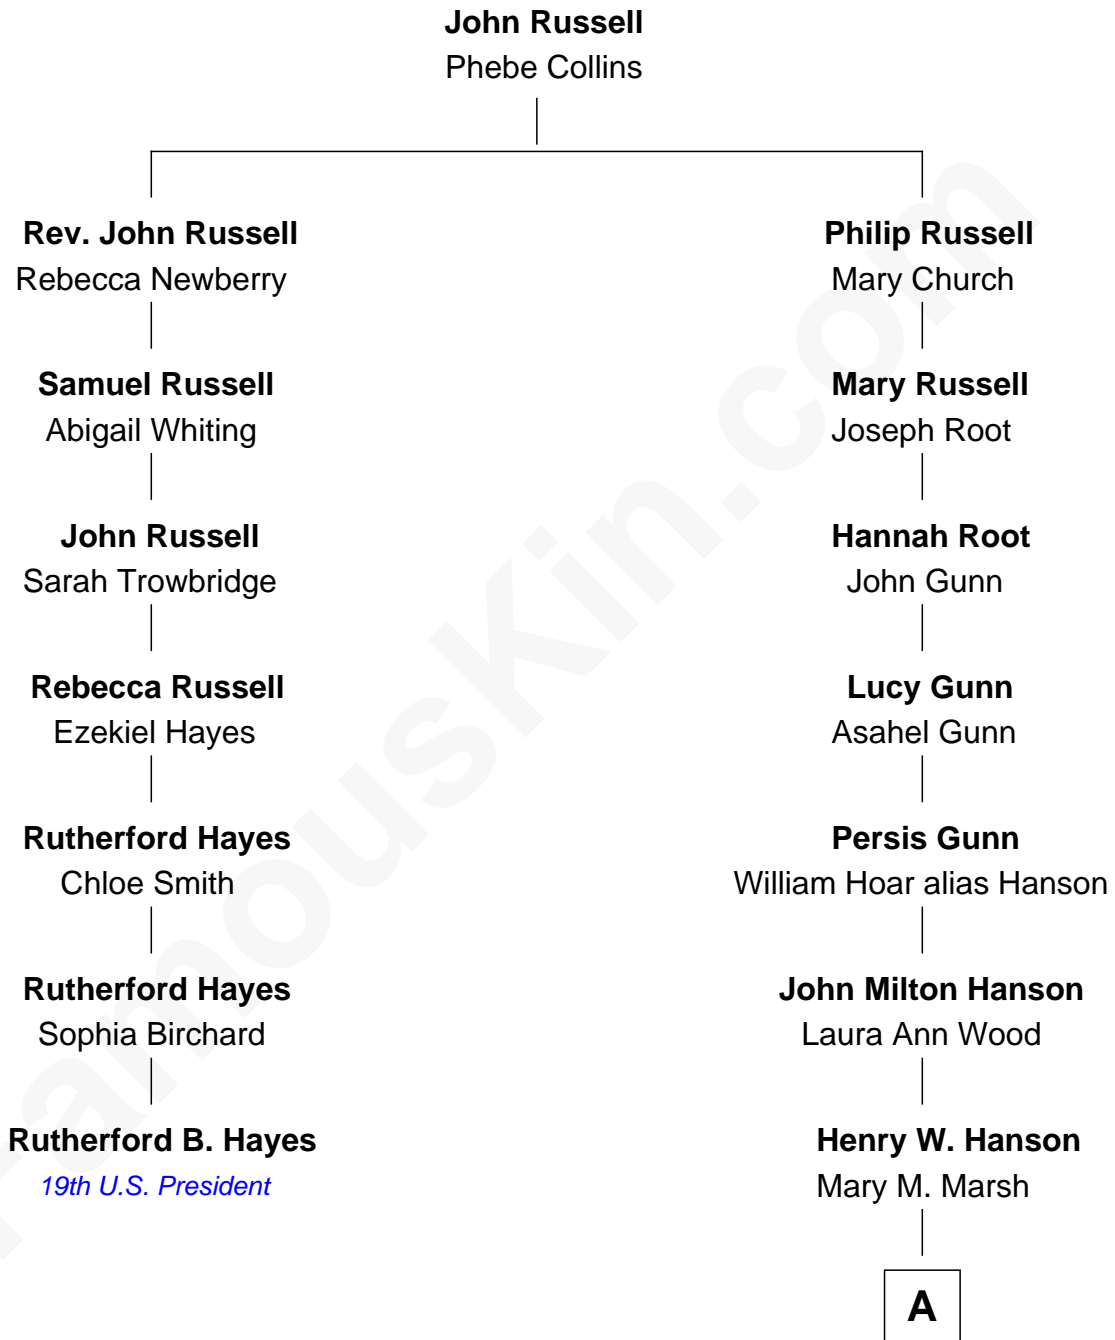 John Russell
Phebe Collins
Rev. John Russell
Rebecca Newberry
Philip Russell
Mary Church
Samuel Russell
Abigail Whiting
Mary Russell
Joseph Root
John Russell
Sarah Trowbridge
Hannah Root
John Gunn
Rebecca Russell
Ezekiel Hayes
Lucy Gunn
Asahel Gunn
Rutherford Hayes
Chloe Smith
Persis Gunn
William Hoar alias Hanson
Rutherford Hayes
Sophia Birchard
John Milton Hanson
Laura Ann Wood
Rutherford B. Hayes
19th U.S. President
Henry W. Hanson
Mary M. Marsh
A
FamousKin.com